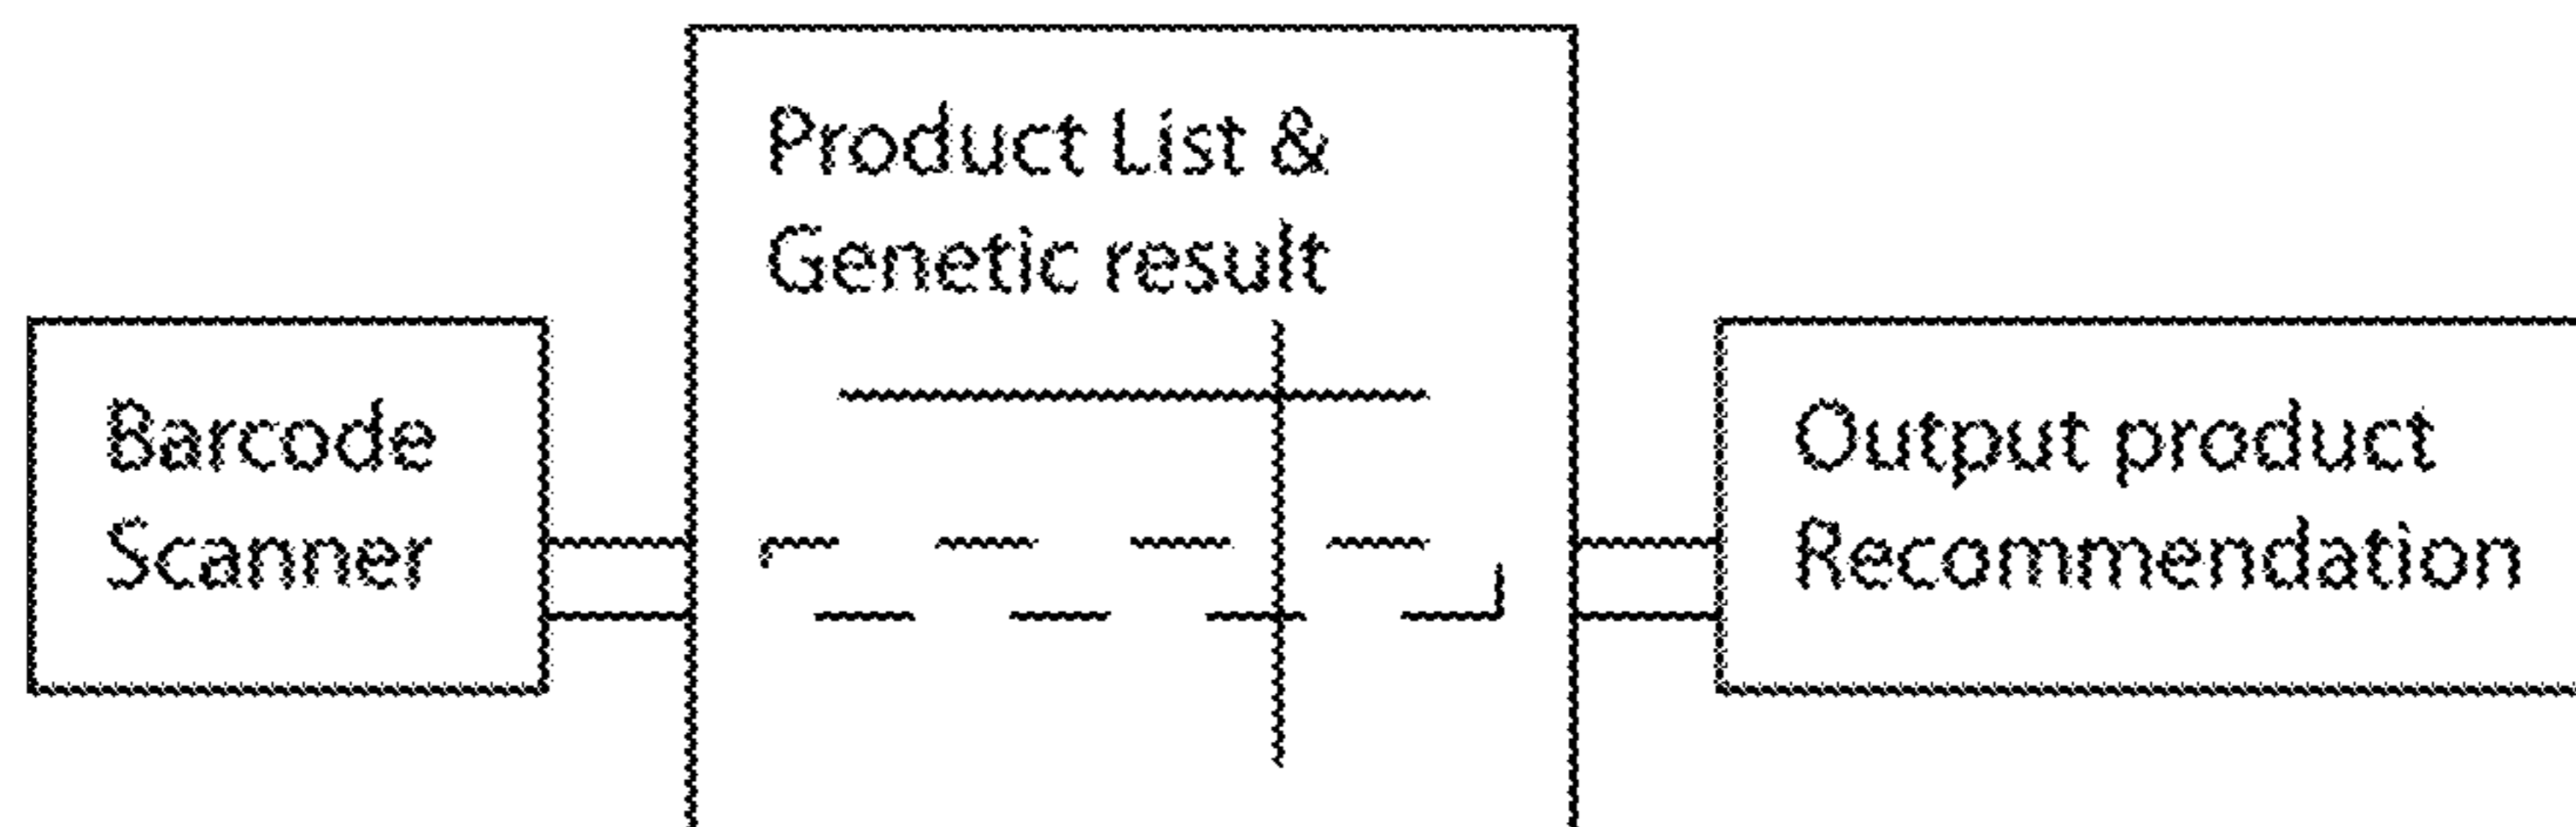 Product List &
Genetic result
Barcode
Scanner
Output product
Recommendation